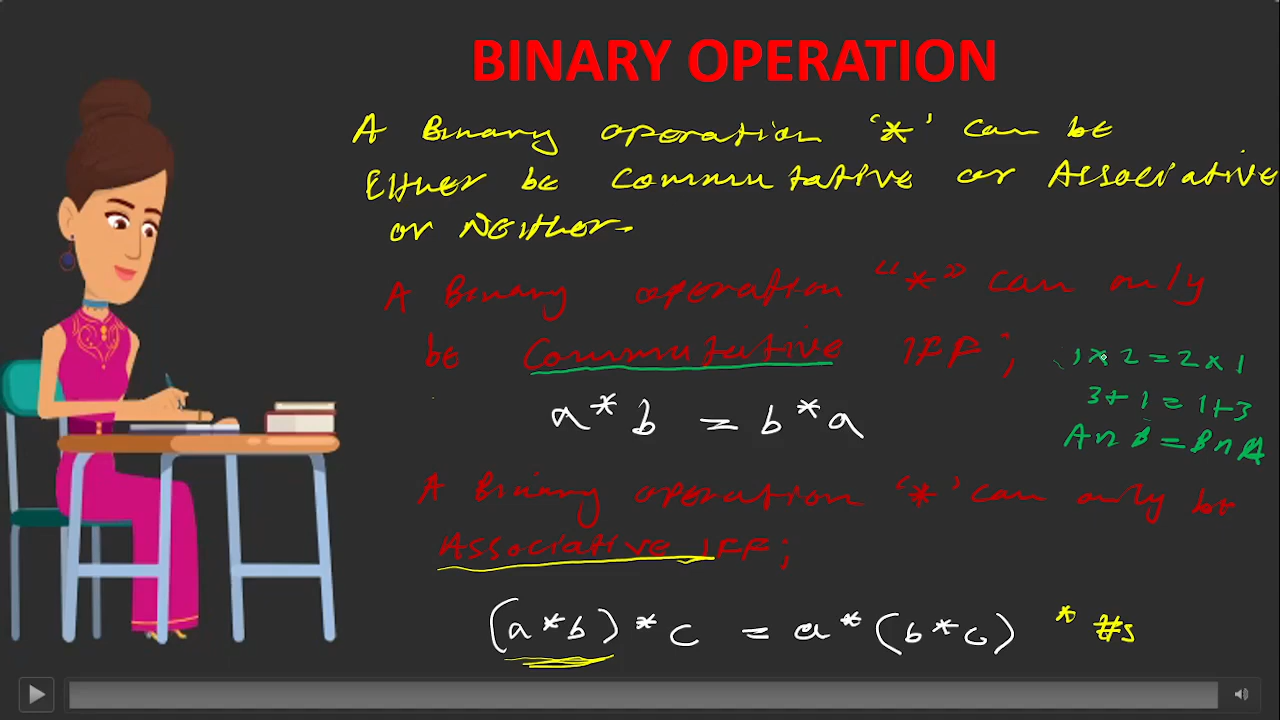 BINARY OPERATION
A Binary operation '*' can be
Either be commutative or Associative
or Neither.
A Binary operation "*" can only
be Commutative IFF;
1 x 2 = 2 x 1
3 + 1 = 1 + 3
a * b = b * a
A n B = B n A
A Binary operation '*' can only be
Associative IFF;
(a * b) * c = a * (b * c) * #s